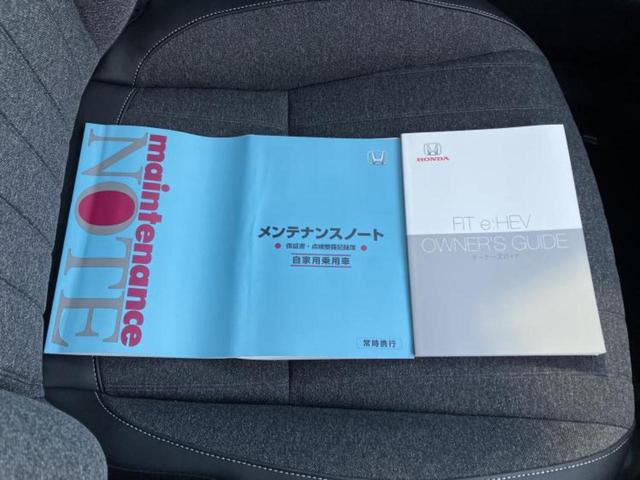 maintenance
NOTE
メンテナンスノート
保証書・点検整備記録簿
自家用乗用車
常時携行
HONDA
FIT e:HEV
OWNER'S GUIDE
オーナーズガイド